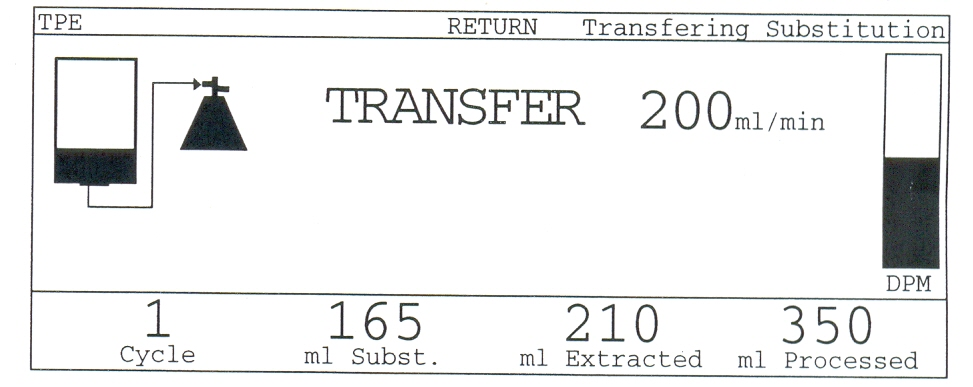 TPE RETURN Transfering Substitution
TRANSFER 200ml/min
DPM
1 165 210 350
Cycle ml Subst. ml Extracted ml Processed